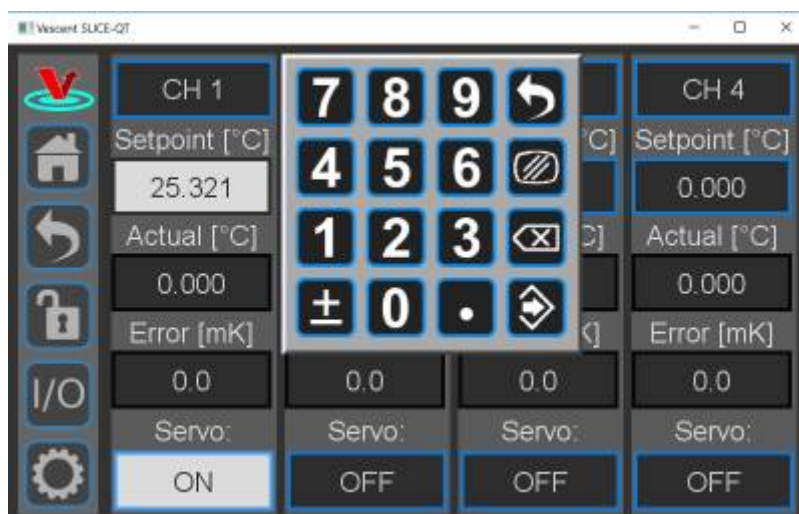 Vescent SLICE-QT
CH 1
CH 4
Setpoint [°C]
°C]
Setpoint [°C]
25.321
0.000
Actual [°C]
]
Actual [°C]
0.000
0.000
Error [mK]
K]
Error [mK]
7 8 9
4 5 6
1 2 3
± 0 .
I/O
0.0
0.0
0.0
0.0
Servo:
Servo:
Servo:
Servo:
ON
OFF
OFF
OFF